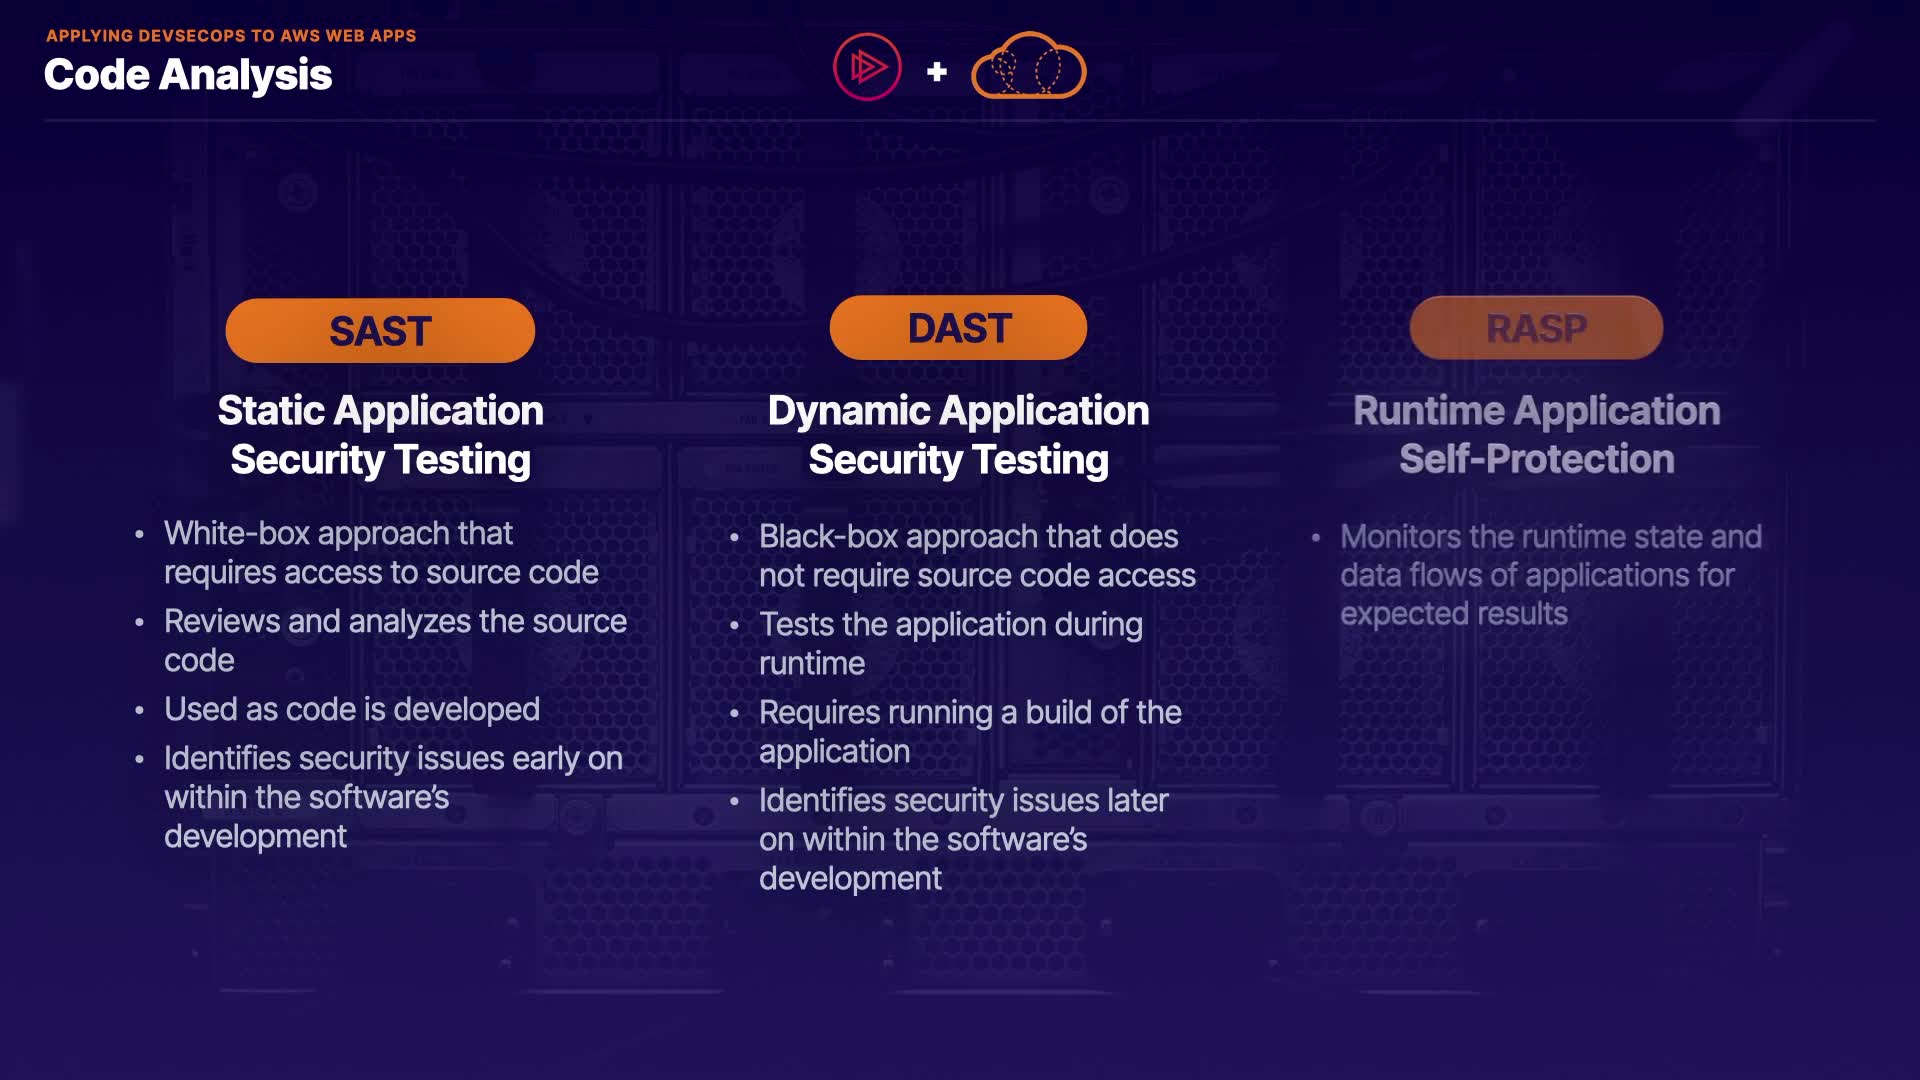 APPLYING DEVSECOPS TO AWS WEB APPS
Code Analysis
SAST
Static Application
Security Testing
• White-box approach that
requires access to source code
• Reviews and analyzes the source
code
• Used as code is developed
• Identifies security issues early on
within the software’s
development
DAST
Dynamic Application
Security Testing
• Black-box approach that does
not require source code access
• Tests the application during
runtime
• Requires running a build of the
application
• Identifies security issues later
on within the software’s
development
RASP
Runtime Application
Self-Protection
• Monitors the runtime state and
data flows of applications for
expected results